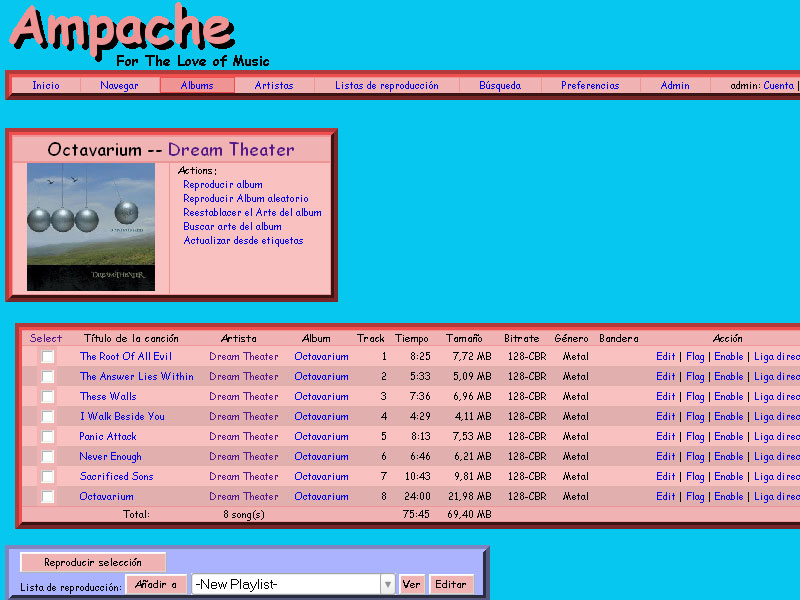 Ampache
For The Love of Music
Inicio Navegar Albums Artistas Listas de reproducción Búsqueda Preferencias Admin admin: Cuenta |
Octavarium -- Dream Theater
Actions:
Reproducir album
Reproducir Album aleatorio
Reestablacer el Arte del album
Buscar arte del album
Actualizar desde etiquetas
DREAM THEATER
Select Título de la canción Artista Album Track Tiempo Tamaño Bitrate Género Bandera Acción
The Root Of All Evil Dream Theater Octavarium 1 8:25 7,72 MB 128-CBR Metal Edit | Flag | Enable | Liga direc
The Answer Lies Within Dream Theater Octavarium 2 5:33 5,09 MB 128-CBR Metal Edit | Flag | Enable | Liga direc
These Walls Dream Theater Octavarium 3 7:36 6,96 MB 128-CBR Metal Edit | Flag | Enable | Liga direc
I Walk Beside You Dream Theater Octavarium 4 4:29 4,11 MB 128-CBR Metal Edit | Flag | Enable | Liga direc
Panic Attack Dream Theater Octavarium 5 8:13 7,53 MB 128-CBR Metal Edit | Flag | Enable | Liga direc
Never Enough Dream Theater Octavarium 6 6:46 6,21 MB 128-CBR Metal Edit | Flag | Enable | Liga direc
Sacrificed Sons Dream Theater Octavarium 7 10:43 9,81 MB 128-CBR Metal Edit | Flag | Enable | Liga direc
Octavarium Dream Theater Octavarium 8 24:00 21,98 MB 128-CBR Metal Edit | Flag | Enable | Liga direc
Total: 8 song(s) 75:45 69,40 MB
Reproducir selección
Lista de reproducción: Añadir a -New Playlist- Ver Editar